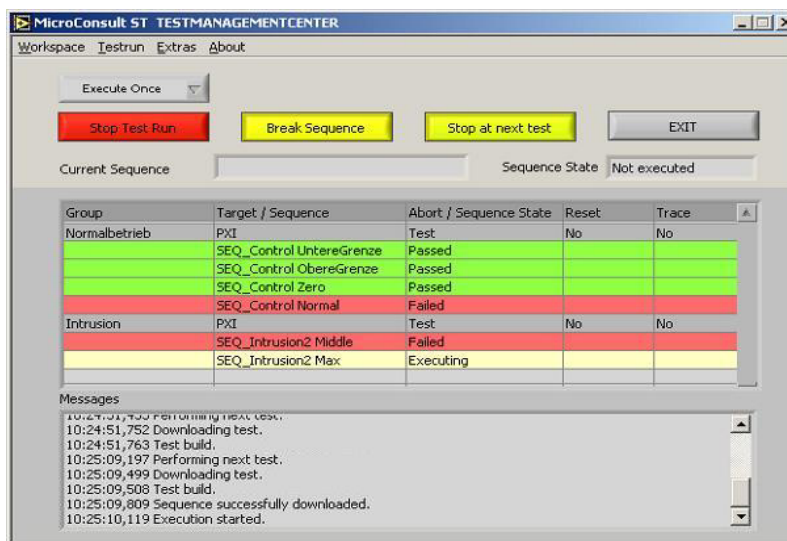 MicroConsult ST TESTMANAGEMENTCENTER
Workspace Testrun Extras About
Execute Once
Stop Test Run Break Sequence Stop at next test EXIT
Current Sequence Sequence State Not executed
Group Target / Sequence Abort / Sequence State Reset Trace
Normalbetrieb PXI Test No No
SEQ_Control UntereGrenze Passed
SEQ_Control ObereGrenze Passed
SEQ_Control Zero Passed
SEQ_Control Normal Failed
Intrusion PXI Test No No
SEQ_Intrusion2 Middle Failed
SEQ_Intrusion2 Max Executing
Messages
Performing next test.
10:24:51,752 Downloading test.
10:24:51,763 Test build.
10:25:09,197 Performing next test.
10:25:09,499 Downloading test.
10:25:09,508 Test build.
10:25:09,809 Sequence successfully downloaded.
10:25:10,119 Execution started.